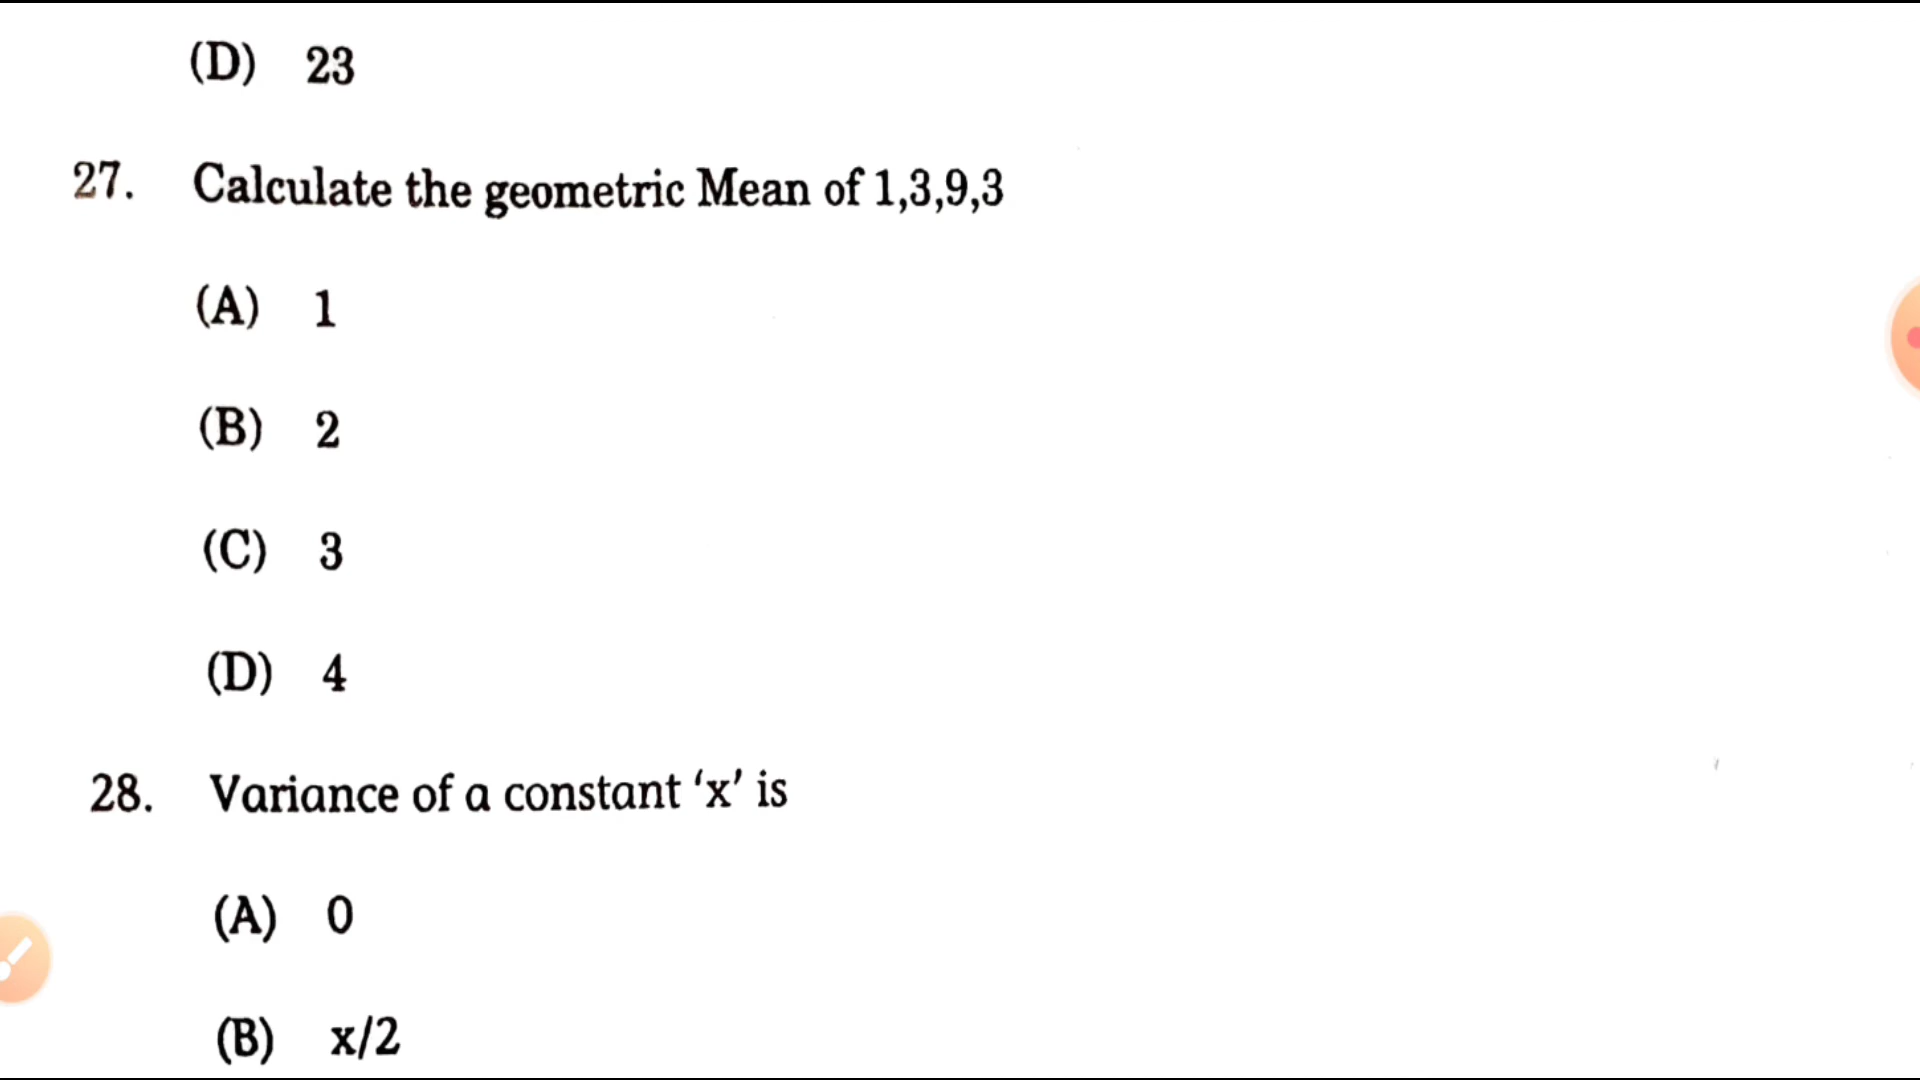 (D) 23
27. Calculate the geometric Mean of 1,3,9,3
(A) 1
(B) 2
(C) 3
(D) 4
28. Variance of a constant ‘x’ is
(A) 0
(B) x/2